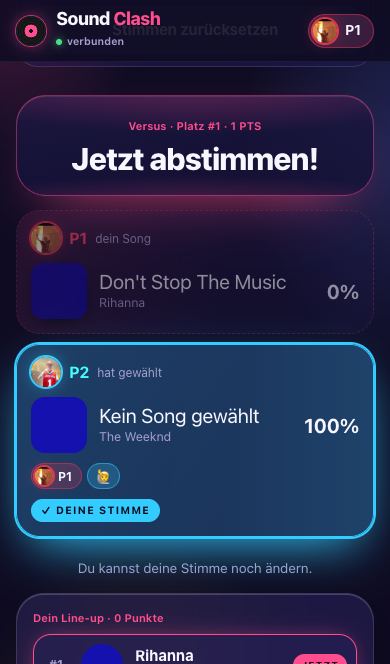 Sound Clash
Stimmen zurücksetzen
verbunden
P1
Versus · Platz #1 · 1 PTS
Jetzt abstimmen!
P1 dein Song
Don't Stop The Music
Rihanna
0%
P2 hat gewählt
Kein Song gewählt
The Weeknd
100%
P1
✓ DEINE STIMME
Du kannst deine Stimme noch ändern.
Dein Line-up · 0 Punkte
#1
Rihanna
JETZT